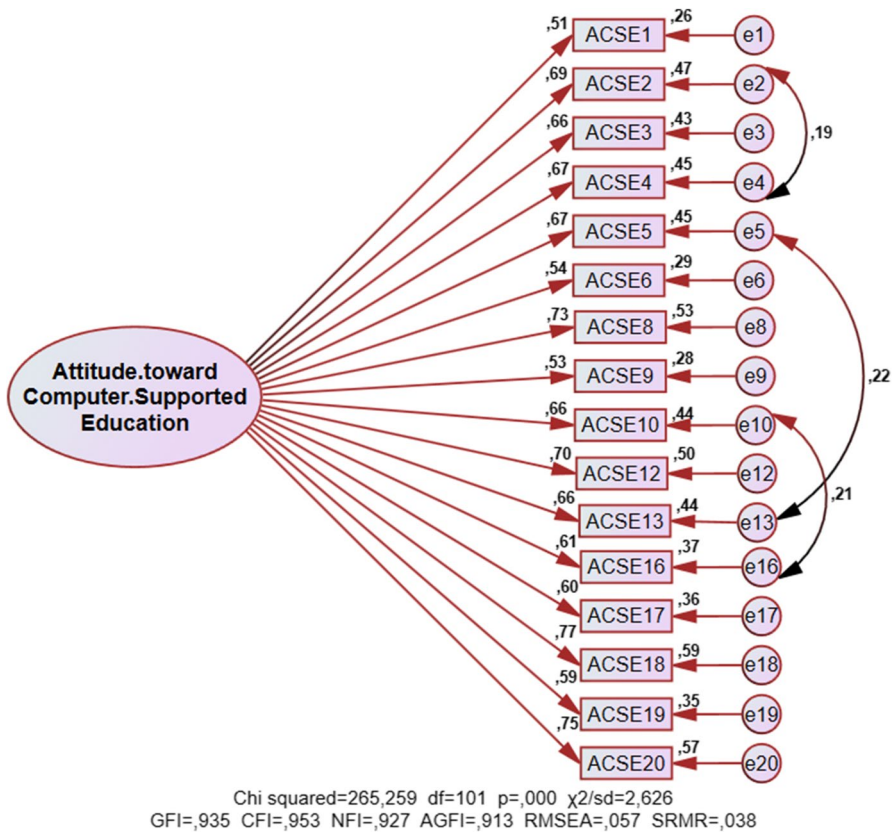 ,51 ACSE1 ,26 e1
,69 ACSE2 ,47 e2
,66 ACSE3 ,43 e3
,19
,67 ACSE4 ,45 e4
,67 ACSE5 ,45 e5
,54 ACSE6 ,29 e6
,73 ACSE8 ,53 e8
Attitude.toward
Computer.Supported
Education
,53 ACSE9 ,28 e9
,22
,66 ACSE10 ,44 e10
,70 ACSE12 ,50 e12
,21
,66 ACSE13 ,44 e13
,61 ACSE16 ,37 e16
,60 ACSE17 ,36 e17
,77 ACSE18 ,59 e18
,59 ACSE19 ,35 e19
,75 ACSE20 ,57 e20
Chi squared=265,259 df=101 p=,000 χ2/sd=2,626
GFI=,935 CFI=,953 NFI=,927 AGFI=,913 RMSEA=,057 SRMR=,038